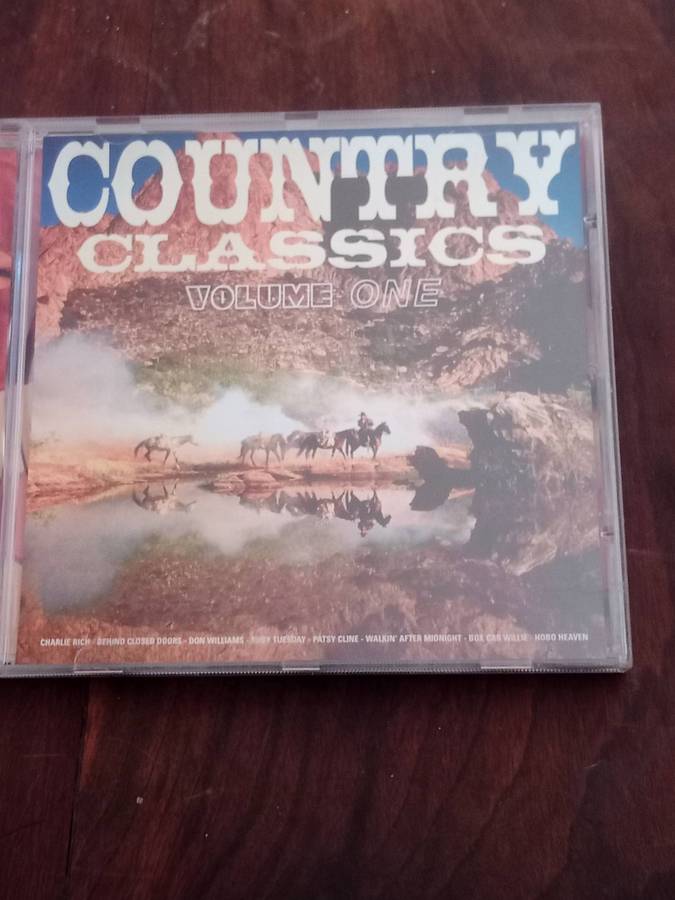 COUNTRY
CLASSICS
VOLUME ONE
CHARLIE RICH - BEHIND CLOSED DOORS - DON WILLIAMS - RUBY TUESDAY - PATSY CLINE - WALKIN' AFTER MIDNIGHT - BOX CAR WILLIE - HOBO HEAVEN